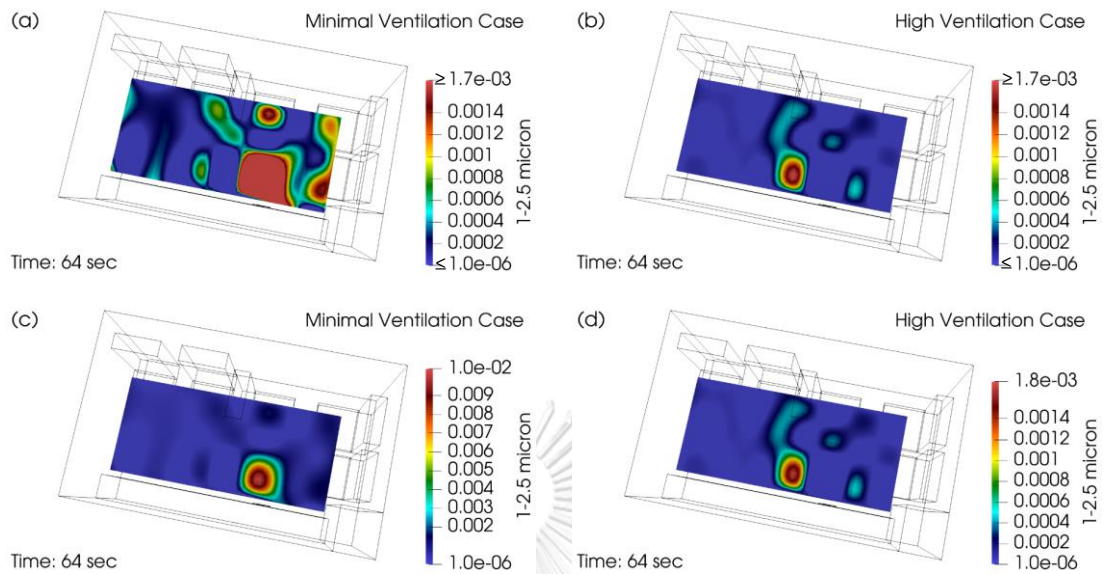 (a) Minimal Ventilation Case
≥ 1.7e-03
0.0014
0.0012
0.001
0.0008
0.0006
0.0004
0.0002
≤ 1.0e-06
1-2.5 micron
Time: 64 sec
(b) High Ventilation Case
≥ 1.7e-03
0.0014
0.0012
0.001
0.0008
0.0006
0.0004
0.0002
≤ 1.0e-06
1-2.5 micron
Time: 64 sec
(c) Minimal Ventilation Case
1.0e-02
0.009
0.008
0.007
0.006
0.005
0.004
0.003
0.002
1.0e-06
1-2.5 micron
Time: 64 sec
(d) High Ventilation Case
1.8e-03
0.0014
0.0012
0.001
0.0008
0.0006
0.0004
0.0002
1.0e-06
1-2.5 micron
Time: 64 sec